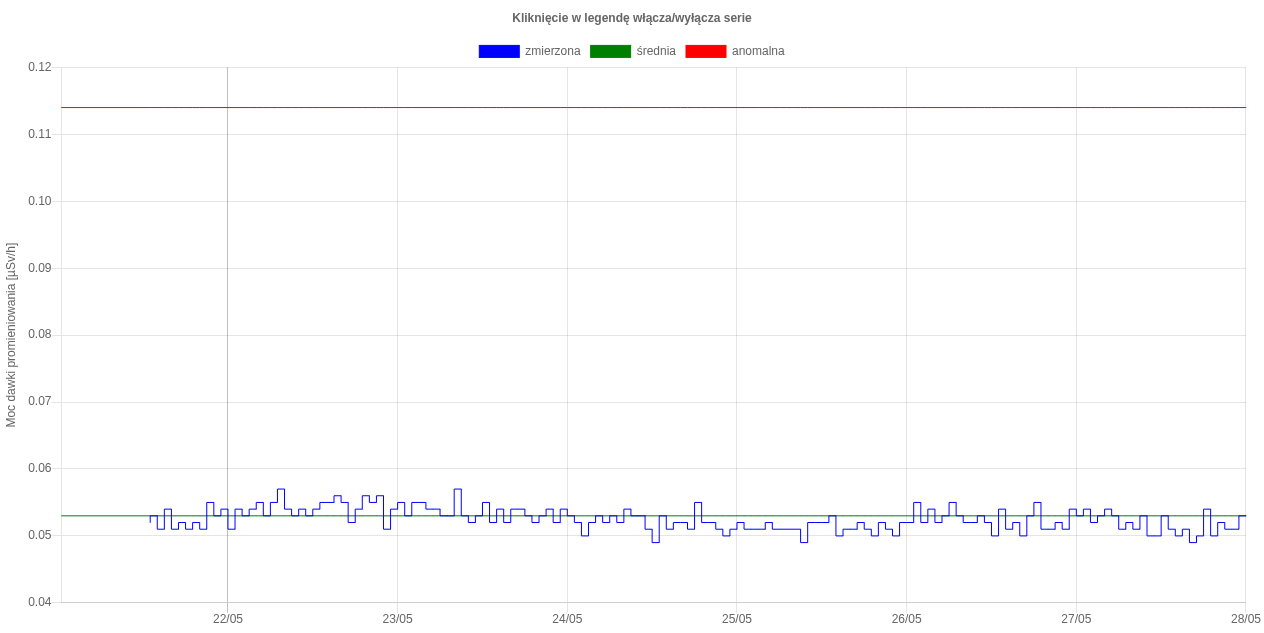 Kliknięcie w legendę włącza/wyłącza serie
zmierzona średnia anomalna
Moc dawki promieniowania [µSv/h]
0.12
0.11
0.10
0.09
0.08
0.07
0.06
0.05
0.04
22/05 23/05 24/05 25/05 26/05 27/05 28/05